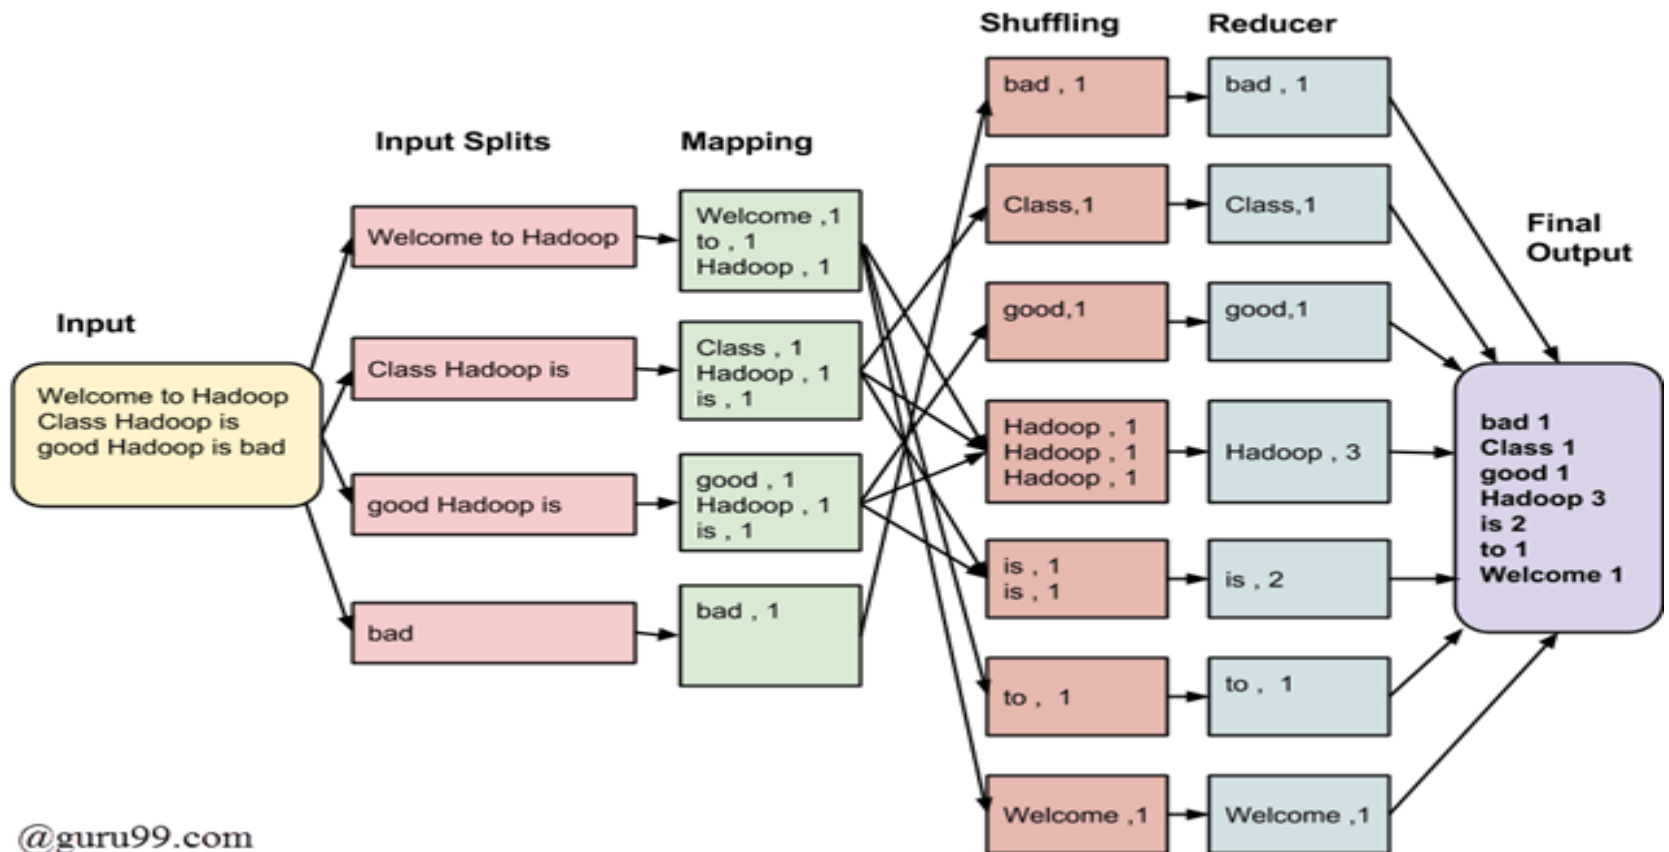 Input
Welcome to Hadoop
Class Hadoop is
good Hadoop is bad
Input Splits
Welcome to Hadoop
Class Hadoop is
good Hadoop is
bad
Mapping
Welcome ,1
to , 1
Hadoop , 1
Class , 1
Hadoop , 1
is , 1
good , 1
Hadoop , 1
is , 1
bad , 1
Shuffling
bad , 1
Class,1
good,1
Hadoop , 1
Hadoop , 1
Hadoop , 1
is , 1
is , 1
to , 1
Welcome ,1
Reducer
bad , 1
Class,1
good,1
Hadoop , 3
is , 2
to , 1
Welcome ,1
Final
Output
bad 1
Class 1
good 1
Hadoop 3
is 2
to 1
Welcome 1
@guru99.com